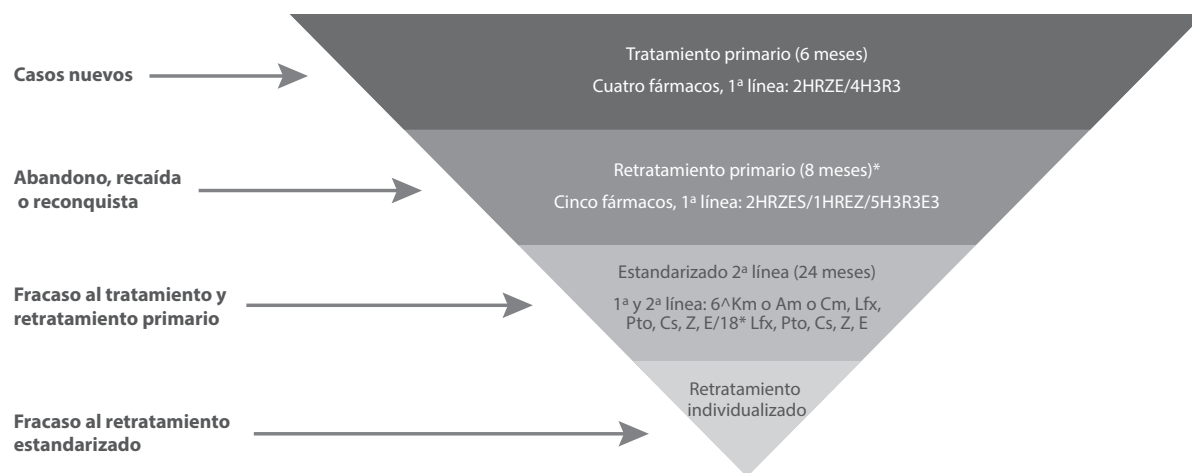 Casos nuevos
Tratamiento primario (6 meses)
Cuatro fármacos, 1ª línea: 2HRZE/4H3R3
Abandono, recaída
o reconquista
Retratamiento primario (8 meses)*
Cinco fármacos, 1ª línea: 2HRZES/1HREZ/5H3R3E3
Fracaso al tratamiento y
retratamiento primario
Estandarizado 2ª línea (24 meses)
1ª y 2ª línea: 6^Km o Am o Cm, Lfx,
Pto, Cs, Z, E/18* Lfx, Pto, Cs, Z, E
Fracaso al retratamiento
estandarizado
Retratamiento
individualizado